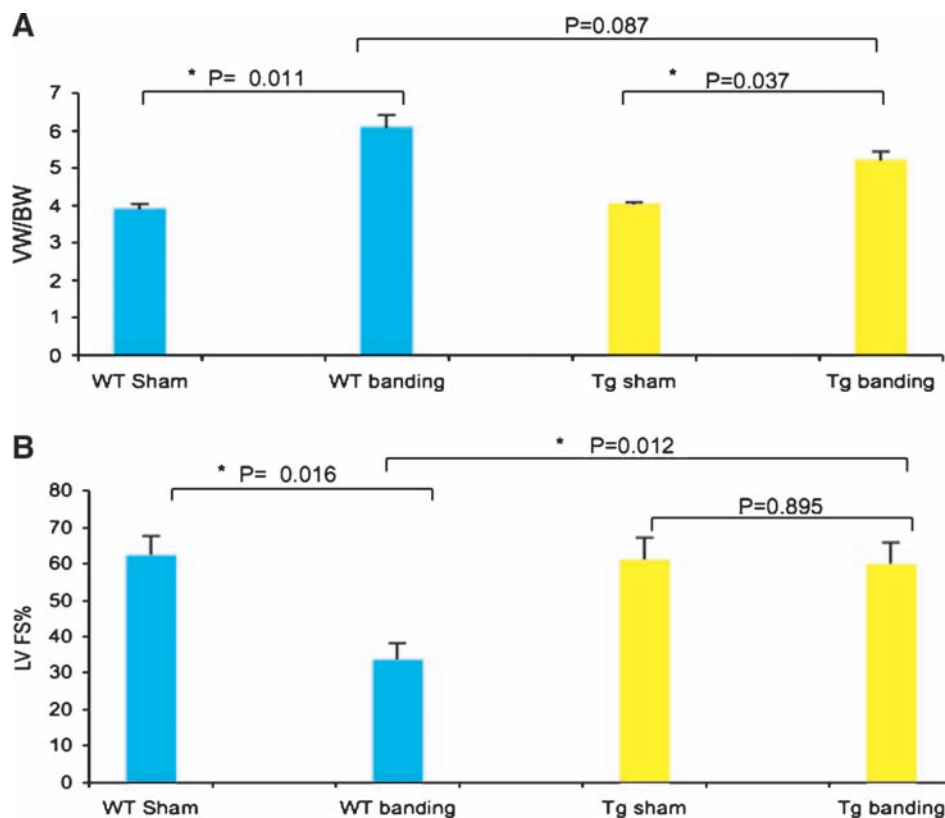 A
P=0.087
* P= 0.011
* P=0.037
7
6
5
4
3
2
1
0
VW/BW
WT Sham WT banding Tg sham Tg banding
B
* P=0.012
* P= 0.016
P=0.895
80
70
60
50
40
30
20
10
0
LV FS%
WT Sham WT banding Tg sham Tg banding